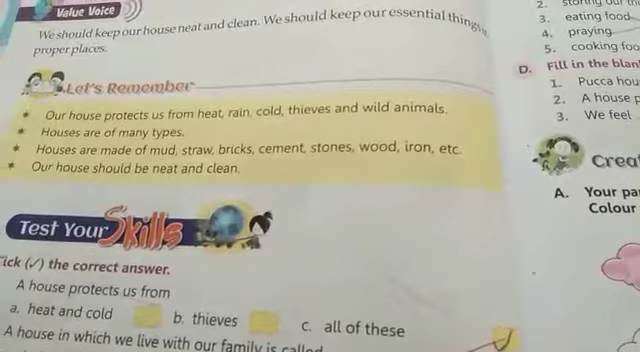 Value Voice
We should keep our house neat and clean. We should keep our essential things
proper places.
Let's Remember
* Our house protects us from heat, rain, cold, thieves and wild animals.
* Houses are of many types.
* Houses are made of mud, straw, bricks, cement, stones, wood, iron, etc.
* Our house should be neat and clean.
Test Your Skills
ick (✓) the correct answer.
A house protects us from
a. heat and cold b. thieves c. all of these
A house in which we live with our family is called
2. storing our
3. eating food
4. praying
5. cooking foo
D. Fill in the blan
1. Pucca hou
2. A house p
3. We feel
Crea
A. Your pa
Colour